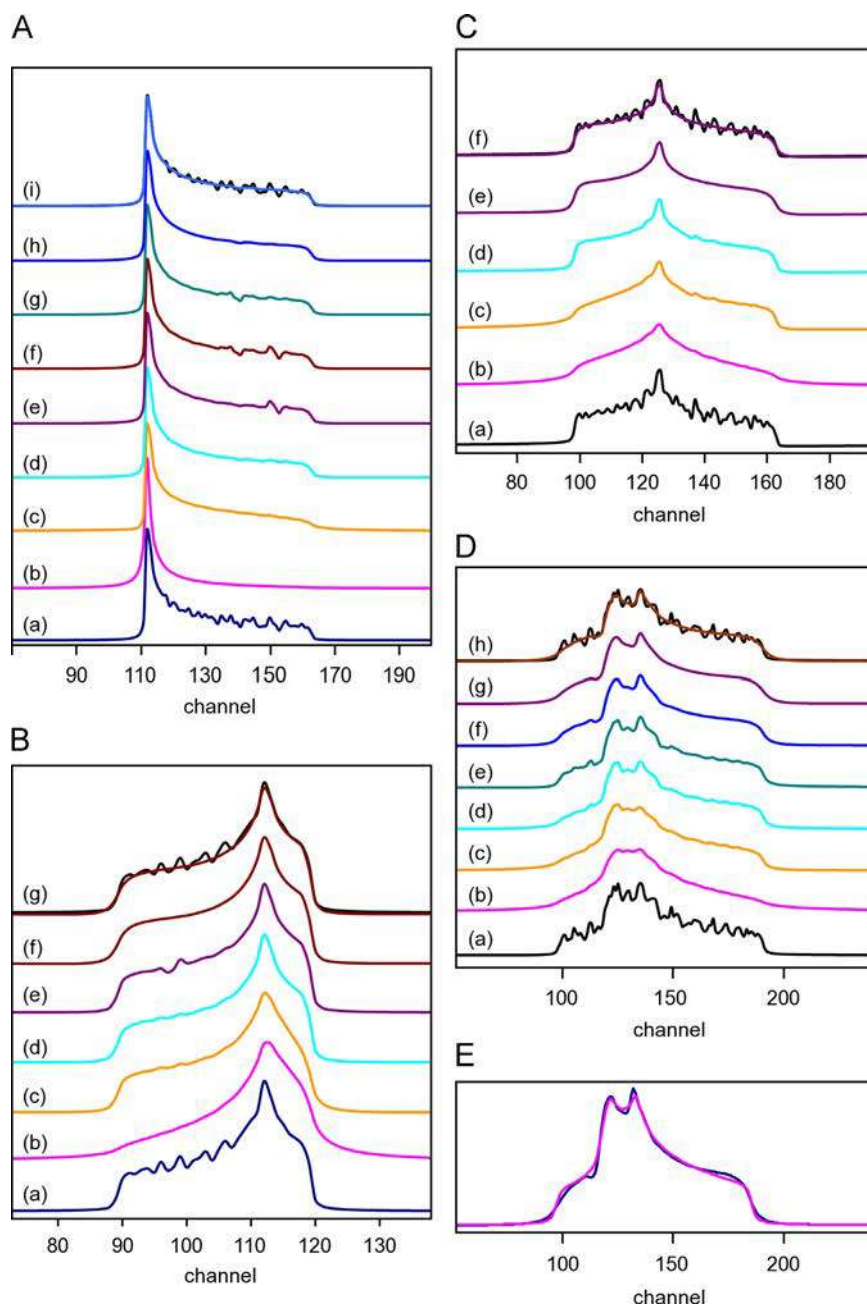 A
(i)
(h)
(g)
(f)
(e)
(d)
(c)
(b)
(a)
90 110 130 150 170 190
channel
B
(g)
(f)
(e)
(d)
(c)
(b)
(a)
80 90 100 110 120 130
channel
C
(f)
(e)
(d)
(c)
(b)
(a)
80 100 120 140 160 180
channel
D
(h)
(g)
(f)
(e)
(d)
(c)
(b)
(a)
100 150 200
channel
E
100 150 200
channel